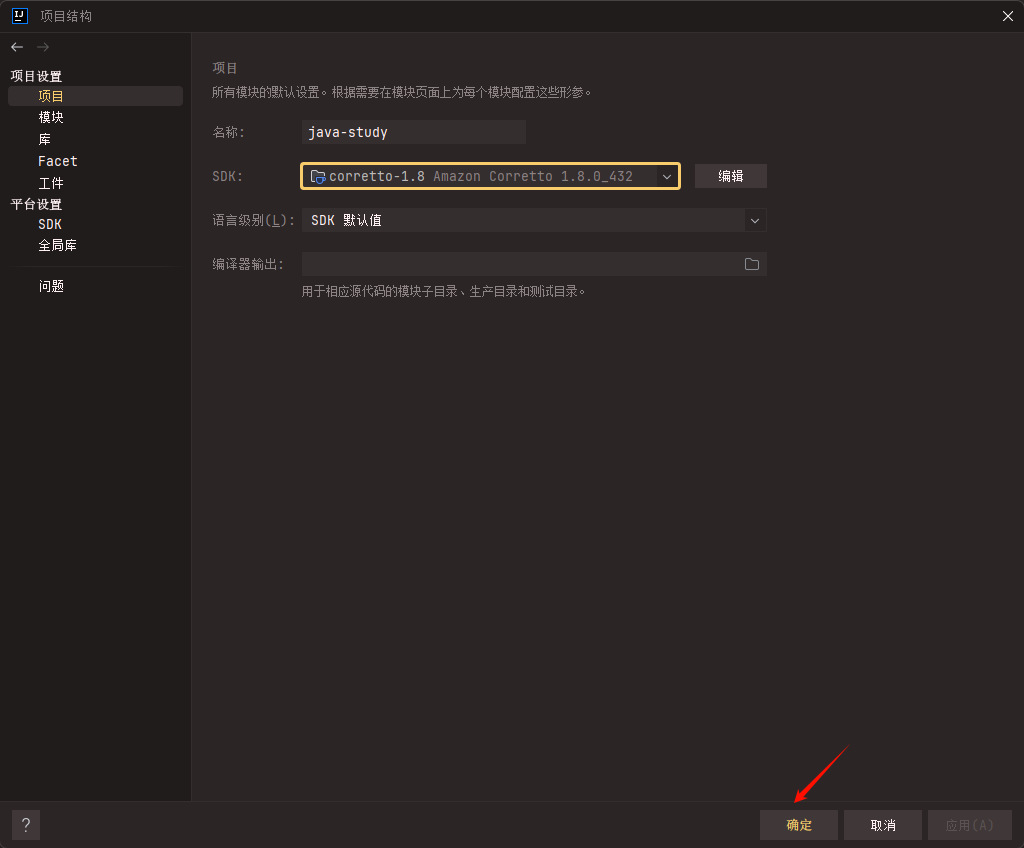 IJ 项目结构
项目设置
项目
模块
库
Facet
工件
平台设置
SDK
全局库
问题
项目
所有模块的默认设置。根据需要在模块页面上为每个模块配置这些形参。
名称: java-study
SDK: corretto-1.8 Amazon Corretto 1.8.0_432 编辑
语言级别(L): SDK 默认值
编译器输出:
用于相应源代码的模块子目录、生产目录和测试目录。
? 确定 取消 应用(A)